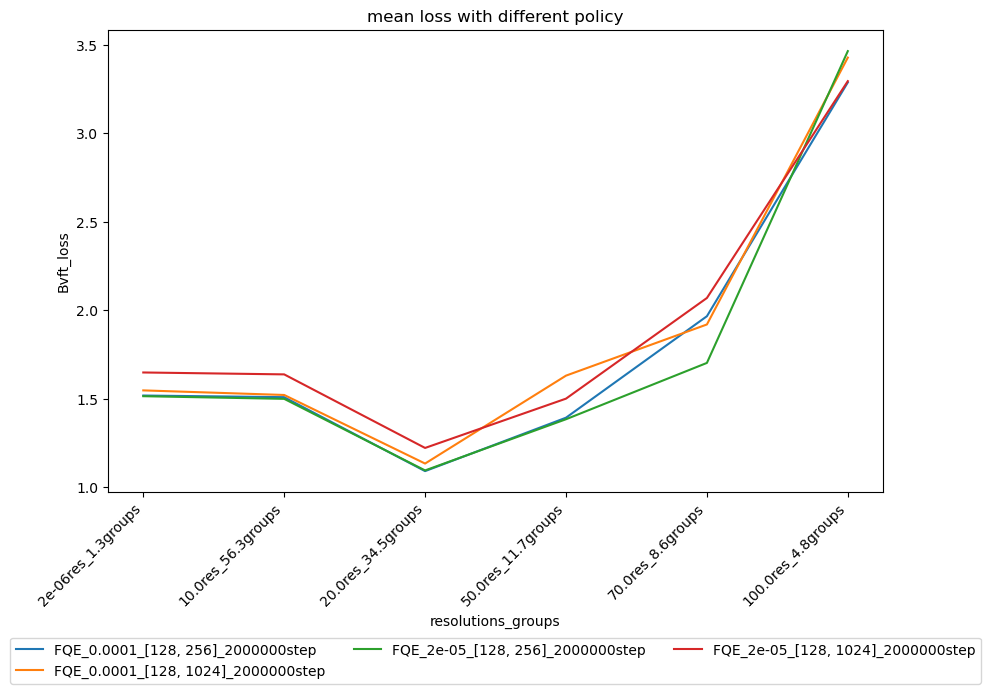 mean loss with different policy
3.5
3.0
2.5
2.0
1.5
1.0
Bvft_loss
2e-06res_1.3groups
10.0res_56.3groups
20.0res_34.5groups
50.0res_11.7groups
70.0res_8.6groups
100.0res_4.8groups
resolutions_groups
FQE_0.0001_[128, 256]_2000000step
FQE_0.0001_[128, 1024]_2000000step
FQE_2e-05_[128, 256]_2000000step
FQE_2e-05_[128, 1024]_2000000step